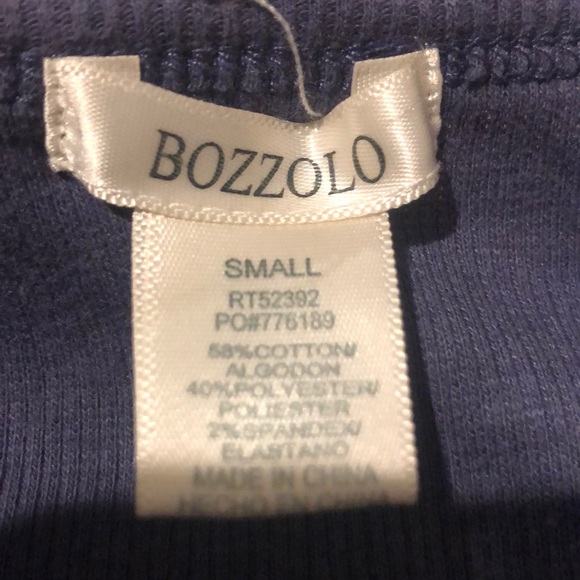 BOZZOLO
SMALL
RT52392
PO#776189
58%COTTON/
ALGODON
40%POLYESTER/
POLIESTER
2%SPANDEX/
ELASTANO
MADE IN CHINA
HECHO EN CHINA